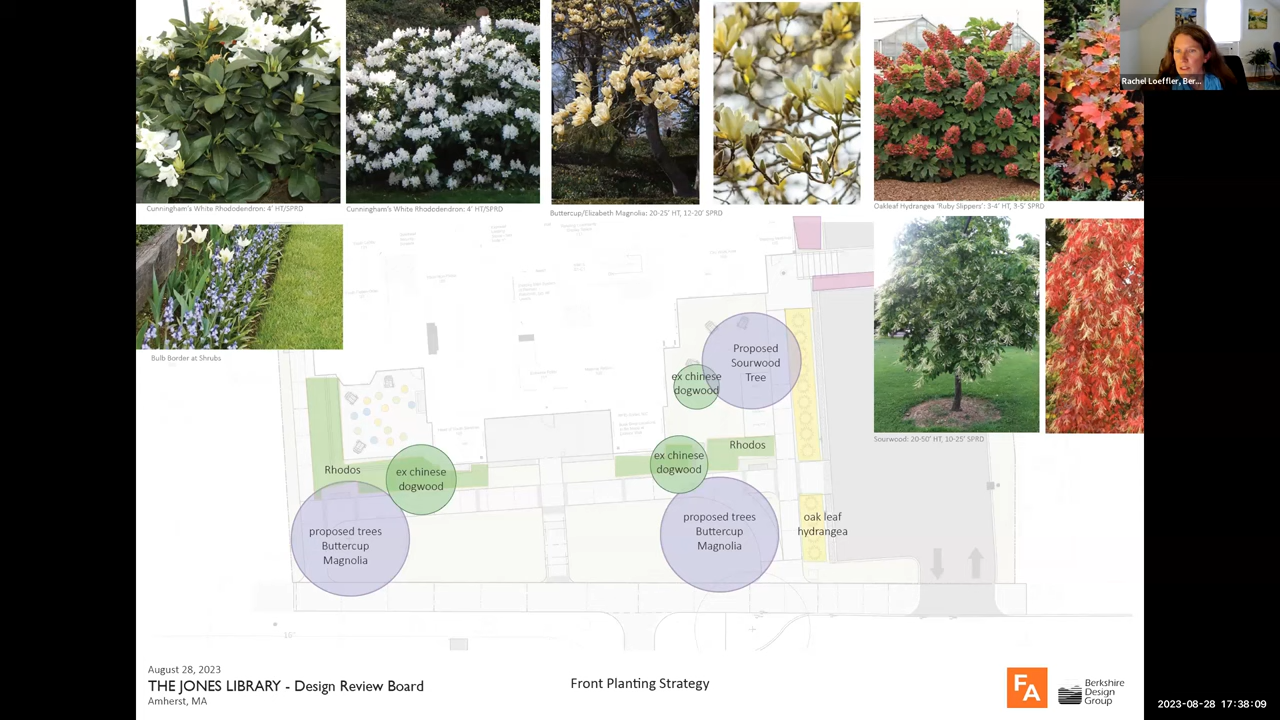 Rachel Loeffler, Ber...
Cunningham's White Rhododendron: 4' HT/SPRD
Cunningham's White Rhododendron: 4' HT/SPRD
Buttercup/Elizabeth Magnolia: 20-25' HT, 12-20' SPRD
Oakleaf Hydrangea 'Ruby Slippers': 3-4' HT, 3-5' SPRD
Bulb Border at Shrubs
Sourwood: 20-50' HT, 10-25' SPRD
Proposed
Sourwood
Tree
ex chinese
dogwood
Rhodos
ex chinese
dogwood
Rhodos
ex chinese
dogwood
proposed trees
Buttercup
Magnolia
proposed trees
Buttercup
Magnolia
oak leaf
hydrangea
10"
August 28, 2023
THE JONES LIBRARY - Design Review Board
Amherst, MA
Front Planting Strategy
FA
Berkshire
Design
Group
2023-08-28 17:38:09